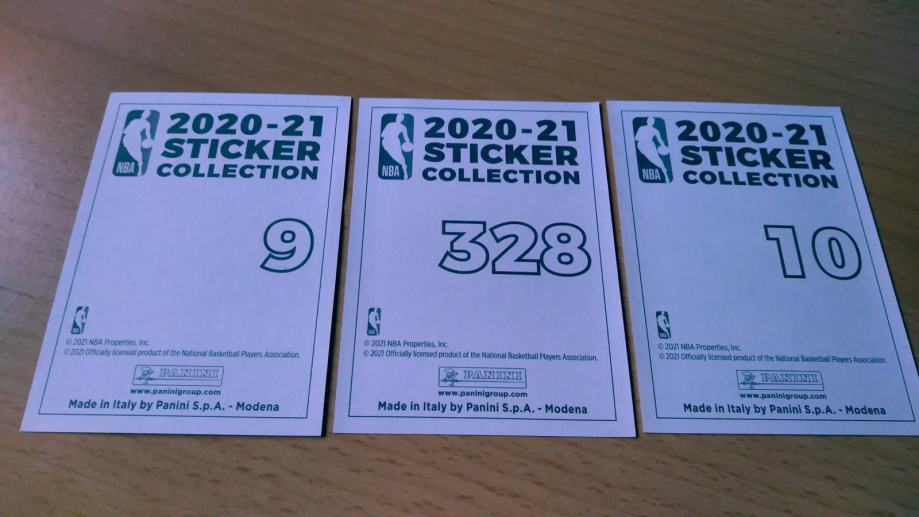 2020-21
STICKER
COLLECTION
NBA
9
© 2021 NBA Properties, Inc.
© 2021 Officially licensed product of the National Basketball Players Association.
PANINI
www.paninigroup.com
Made in Italy by Panini S.p.A. - Modena
2020-21
STICKER
COLLECTION
NBA
328
© 2021 NBA Properties, Inc.
© 2021 Officially licensed product of the National Basketball Players Association.
PANINI
www.paninigroup.com
Made in Italy by Panini S.p.A. - Modena
2020-21
STICKER
COLLECTION
NBA
10
© 2021 NBA Properties, Inc.
© 2021 Officially licensed product of the National Basketball Players Association.
PANINI
www.paninigroup.com
Made in Italy by Panini S.p.A. - Modena